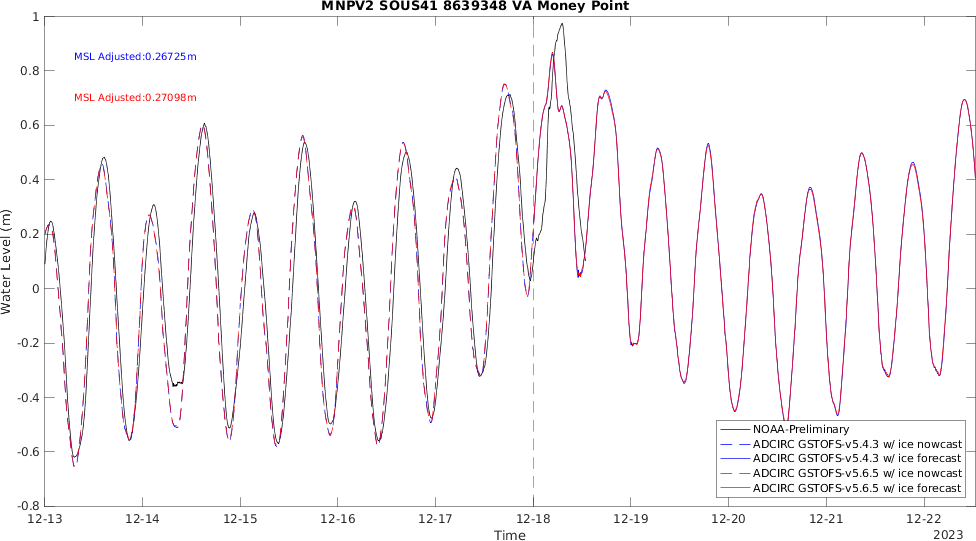 MNPV2 SOUS41 8639348 VA Money Point
1
0.8
0.6
0.4
0.2
0
-0.2
-0.4
-0.6
-0.8
Water Level (m)
MSL Adjusted:0.26725m
MSL Adjusted:0.27098m
NOAA-Preliminary
ADCIRC GSTOFS-v5.4.3 w/ ice nowcast
ADCIRC GSTOFS-v5.4.3 w/ ice forecast
ADCIRC GSTOFS-v5.6.5 w/ ice nowcast
ADCIRC GSTOFS-v5.6.5 w/ ice forecast
12-13 12-14 12-15 12-16 12-17 12-18 12-19 12-20 12-21 12-22
Time
2023